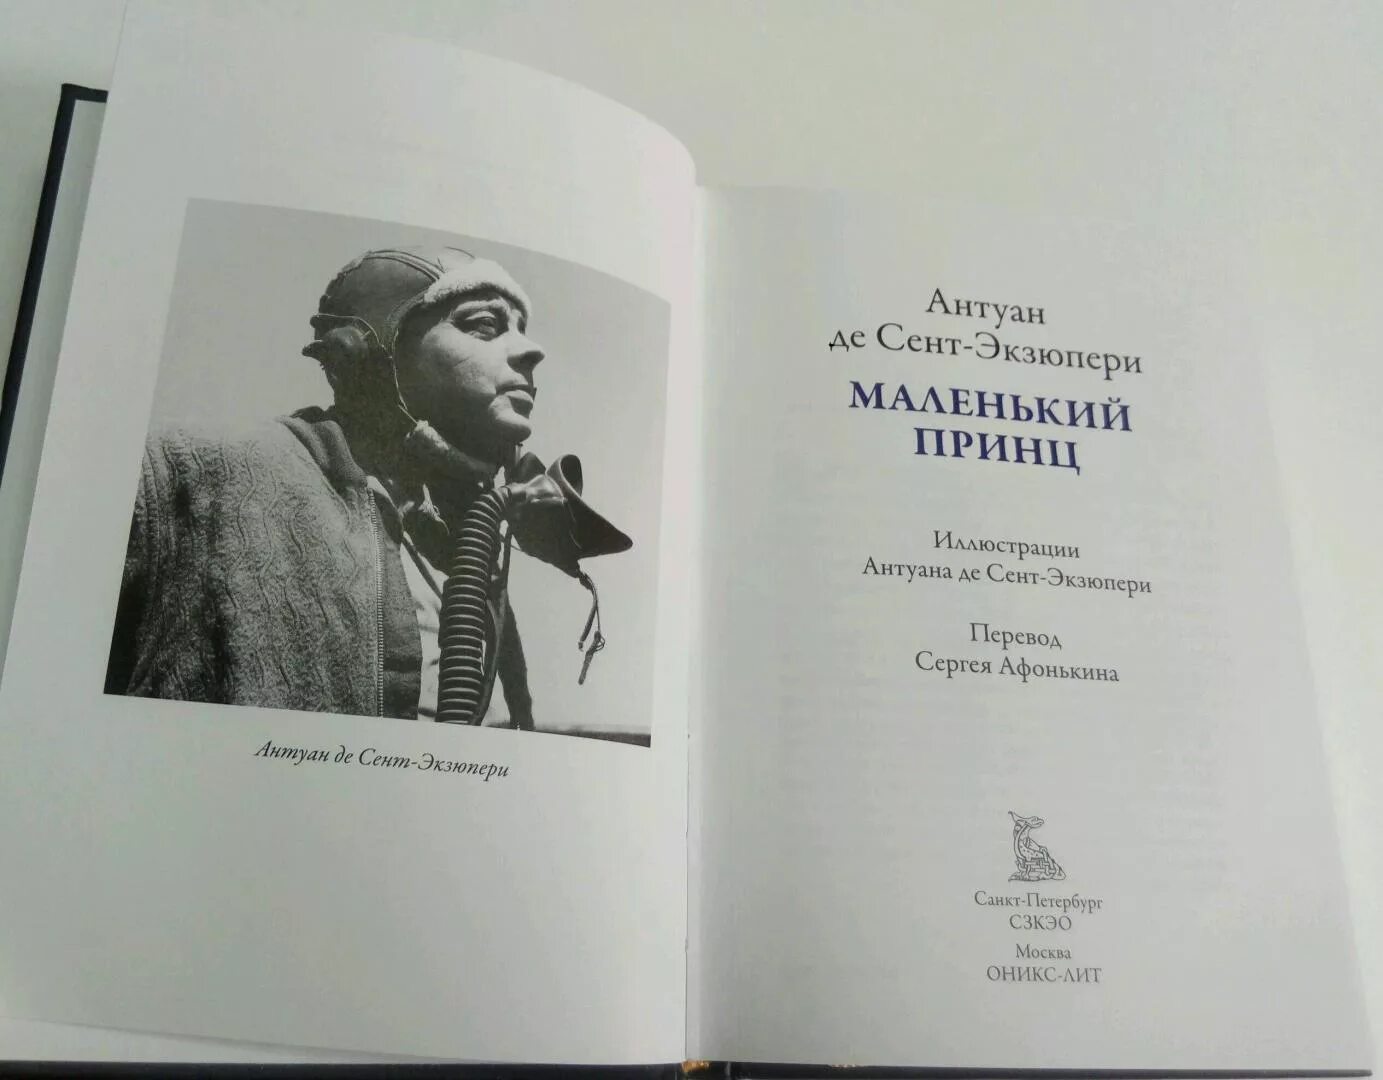 Антуан де Сент-Экзюпери
Антуан
де Сент-Экзюпери
МАЛЕНЬКИЙ
ПРИНЦ
Иллюстрации
Антуана де Сент-Экзюпери
Перевод
Сергея Афонькина
Санкт-Петербург
СЗКЭО
Москва
ОНИКС-ЛИТ